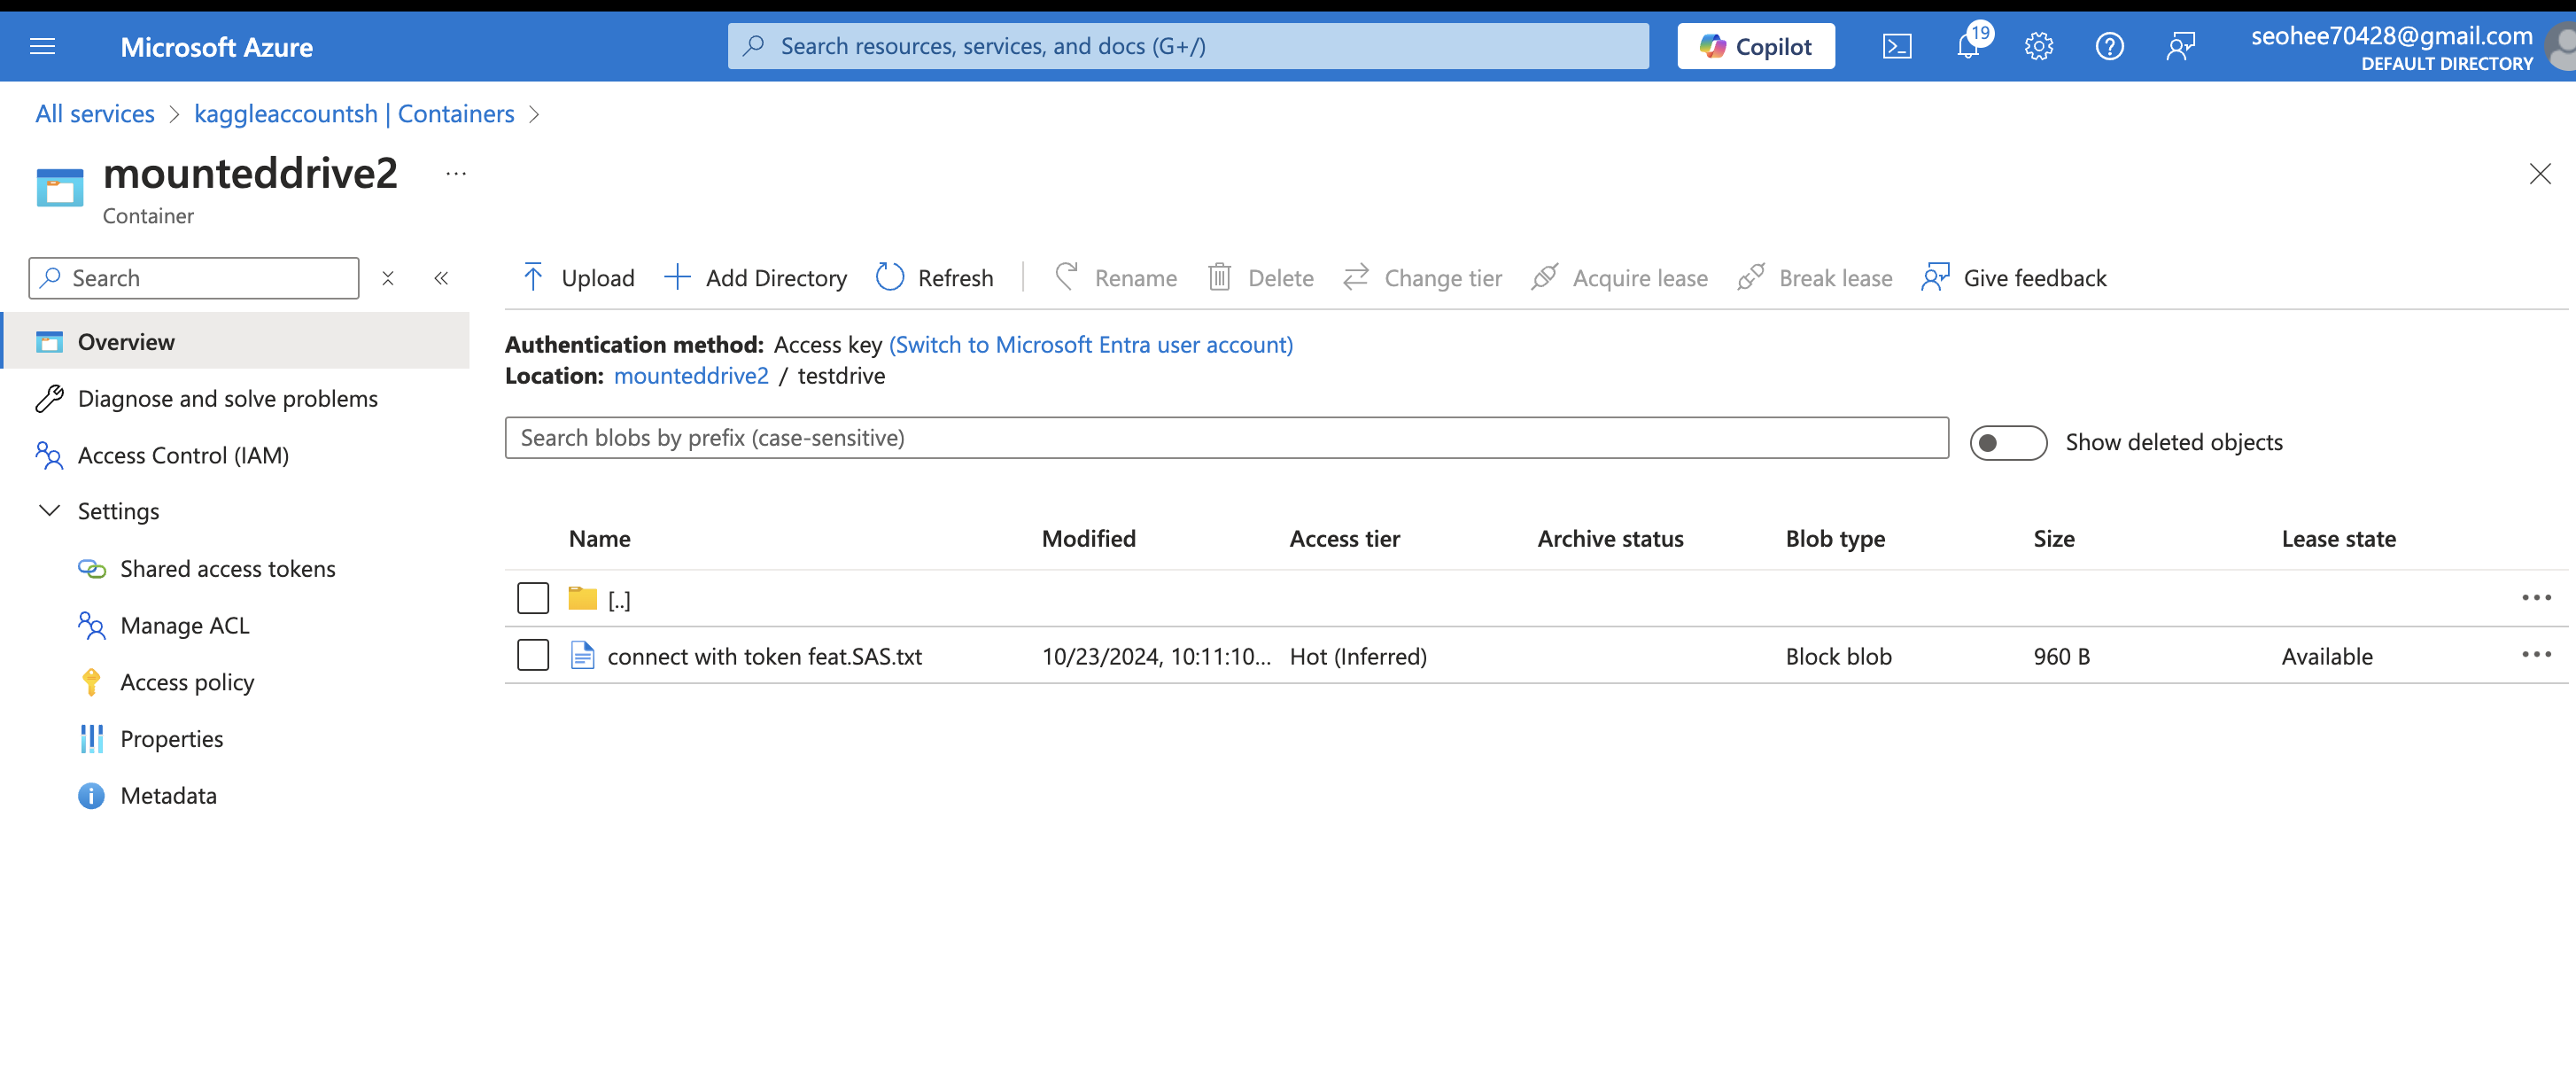 Microsoft Azure
Search resources, services, and docs (G+/)
Copilot
19
seohee70428@gmail.com
DEFAULT DIRECTORY
All services > kaggleaccountsh | Containers >
mounteddrive2 ...
Container
Search
Upload Add Directory Refresh Rename Delete Change tier Acquire lease Break lease Give feedback
Overview
Diagnose and solve problems
Access Control (IAM)
Settings
Shared access tokens
Manage ACL
Access policy
Properties
Metadata
Authentication method: Access key (Switch to Microsoft Entra user account)
Location: mounteddrive2 / testdrive
Search blobs by prefix (case-sensitive)
Show deleted objects
Name Modified Access tier Archive status Blob type Size Lease state
[..]
connect with token feat.SAS.txt 10/23/2024, 10:11:10... Hot (Inferred) Block blob 960 B Available